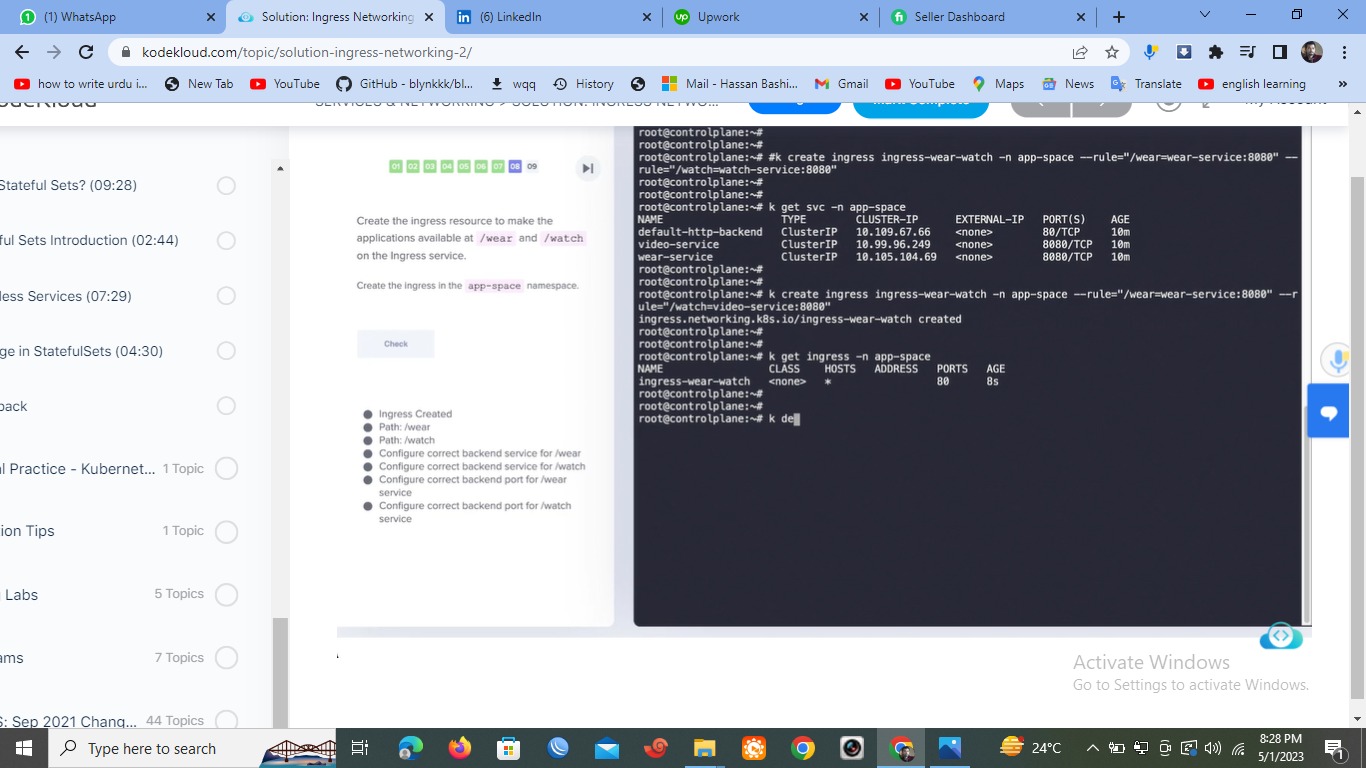 (1) WhatsApp
Solution: Ingress Networking
(6) LinkedIn
Upwork
Seller Dashboard
kodekloud.com/topic/solution-ingress-networking-2/
how to write urdu i...
New Tab
YouTube
GitHub - blynkkk/bl...
wqq
History
Mail - Hassan Bashi...
Gmail
YouTube
Maps
News
Translate
english learning
»
Stateful Sets? (09:28)
ful Sets Introduction (02:44)
less Services (07:29)
ge in StatefulSets (04:30)
back
al Practice - Kubernet... 1 Topic
ion Tips 1 Topic
Labs 5 Topics
ams 7 Topics
S: Sep 2021 Chang... 44 Topics
01 02 03 04 05 06 07 08 09
Create the ingress resource to make the
applications available at /wear and /watch
on the Ingress service.
Create the ingress in the app-space namespace.
Check
Ingress Created
Path: /wear
Path: /watch
Configure correct backend service for /wear
Configure correct backend service for /watch
Configure correct backend port for /wear
service
Configure correct backend port for /watch
service
root@controlplane:~#
root@controlplane:~#
root@controlplane:~# #k create ingress ingress-wear-watch -n app-space --rule="/wear=wear-service:8080" --
rule="/watch=watch-service:8080"
root@controlplane:~#
root@controlplane:~#
root@controlplane:~# k get svc -n app-space
NAME TYPE CLUSTER-IP EXTERNAL-IP PORT(S) AGE
default-http-backend ClusterIP 10.109.67.66 <none> 80/TCP 10m
video-service ClusterIP 10.99.96.249 <none> 8080/TCP 10m
wear-service ClusterIP 10.105.104.69 <none> 8080/TCP 10m
root@controlplane:~#
root@controlplane:~#
root@controlplane:~# k create ingress ingress-wear-watch -n app-space --rule="/wear=wear-service:8080" --r
ule="/watch=video-service:8080"
ingress.networking.k8s.io/ingress-wear-watch created
root@controlplane:~#
root@controlplane:~#
root@controlplane:~# k get ingress -n app-space
NAME CLASS HOSTS ADDRESS PORTS AGE
ingress-wear-watch <none> * 80 8s
root@controlplane:~#
root@controlplane:~#
root@controlplane:~# k de
Activate Windows
Go to Settings to activate Windows.
Type here to search
24°C
8:28 PM
5/1/2023
1